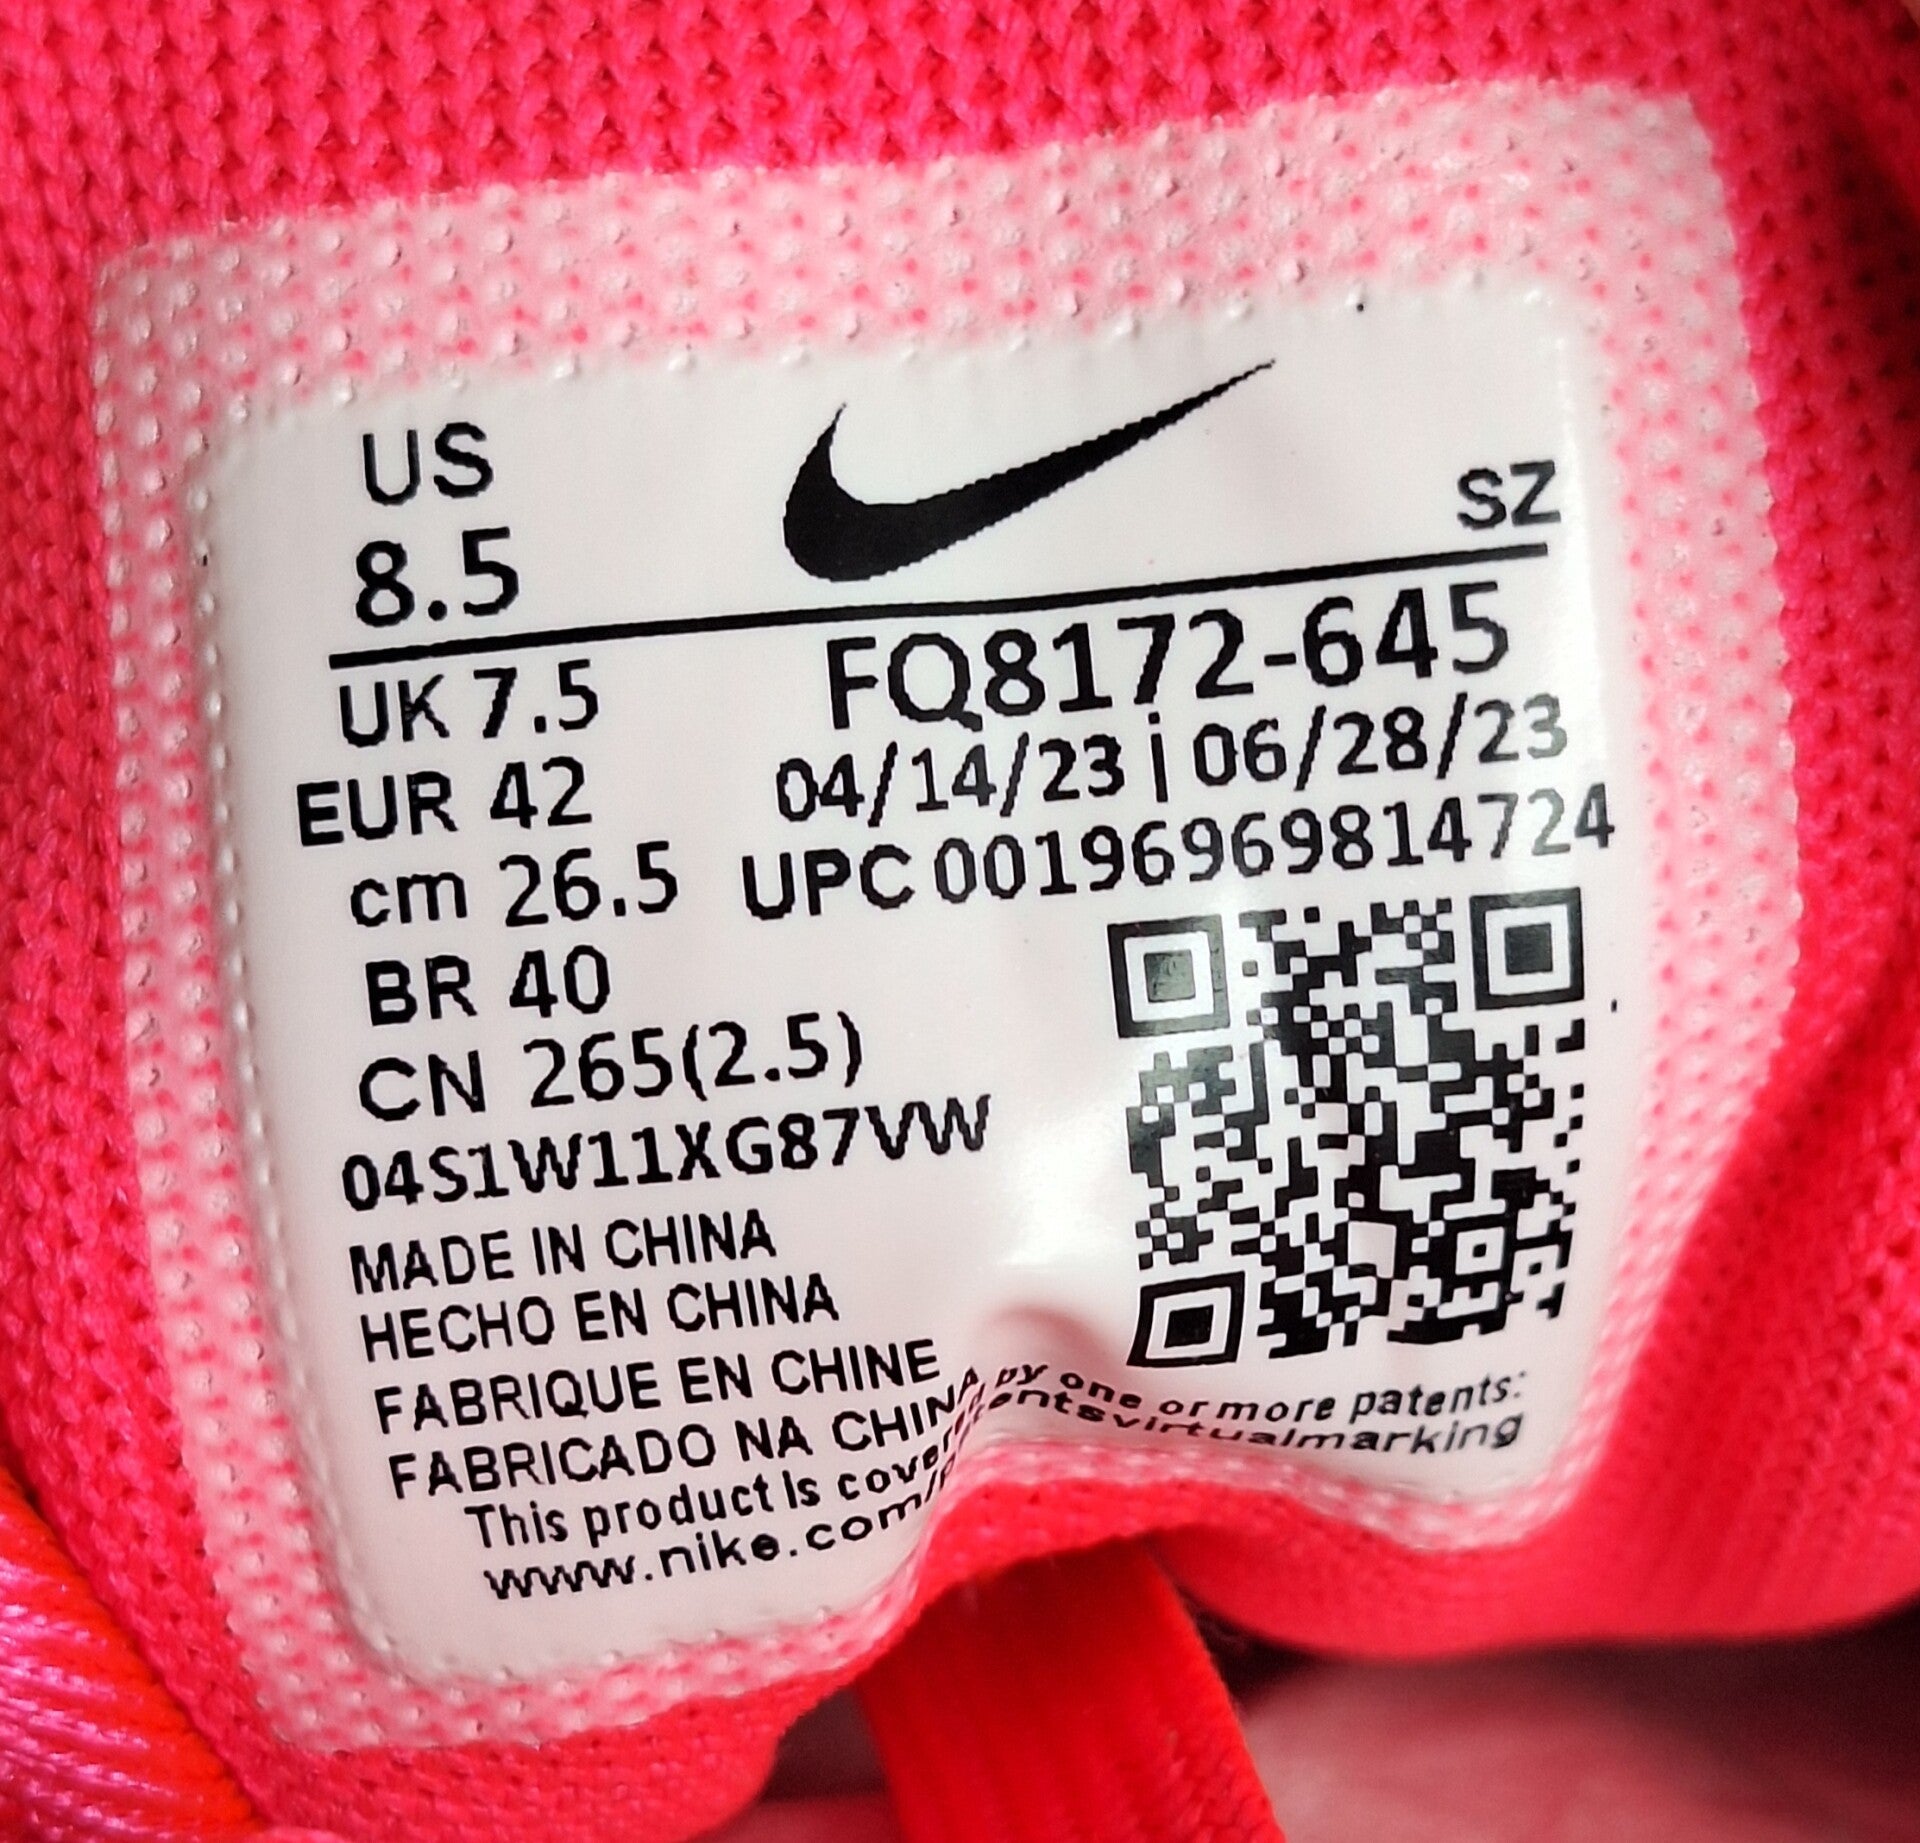 US
8.5
SZ
UK 7.5
FQ8172-645
EUR 42
04/14/23 | 06/28/23
cm 26.5
UPC 00196969814724
BR 40
CN 265(2.5)
04S1W11XG87VW
MADE IN CHINA
HECHO EN CHINA
FABRIQUE EN CHINE
FABRICADO NA CHINA
This product is covered by one or more patents:
www.nike.com/patentsvirtualmarking